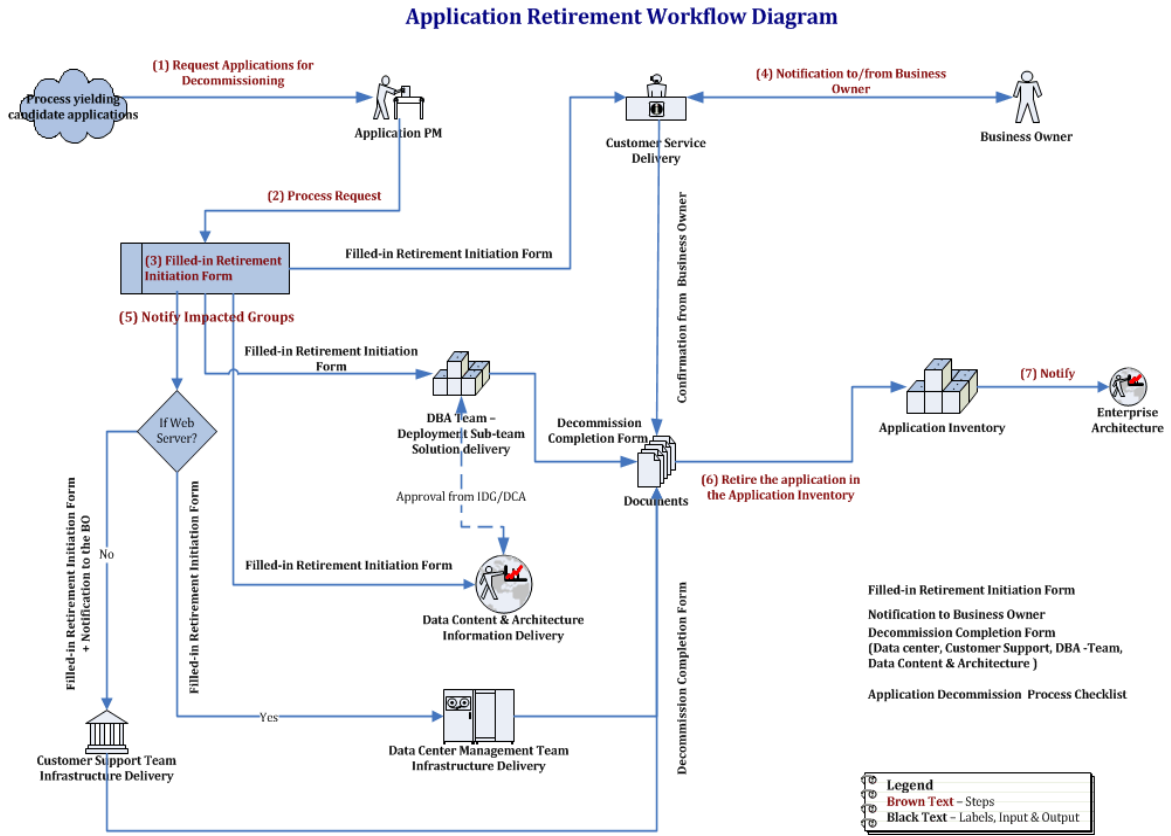 Application Retirement Workflow Diagram
(1) Request Applications for
Decommissioning
Process yielding
candidate applications
Application PM
(4) Notification to/from Business
Owner
Customer Service
Delivery
Business Owner
(2) Process Request
(3) Filled-in Retirement
Initiation Form
Filled-in Retirement Initiation Form
Confirmation from Business Owner
(5) Notify Impacted Groups
Filled-in Retirement Initiation
Form
If Web
Server?
DBA Team –
Deployment Sub-team
Solution delivery
Decommission
Completion Form
Documents
(6) Retire the application in
the Application Inventory
Application Inventory
(7) Notify
Enterprise
Architecture
Approval from IDG/DCA
Filled-in Retirement Initiation Form
Data Content & Architecture
Information Delivery
No
Filled-in Retirement Initiation Form
+ Notification to the BO
Filled-in Retirement Initiation Form
Yes
Customer Support Team
Infrastructure Delivery
Data Center Management Team
Infrastructure Delivery
Decommission Completion Form
Filled-in Retirement Initiation Form
Notification to Business Owner
Decommission Completion Form
(Data center, Customer Support, DBA -Team,
Data Content & Architecture )
Application Decommission Process Checklist
Legend
Brown Text – Steps
Black Text – Labels, Input & Output